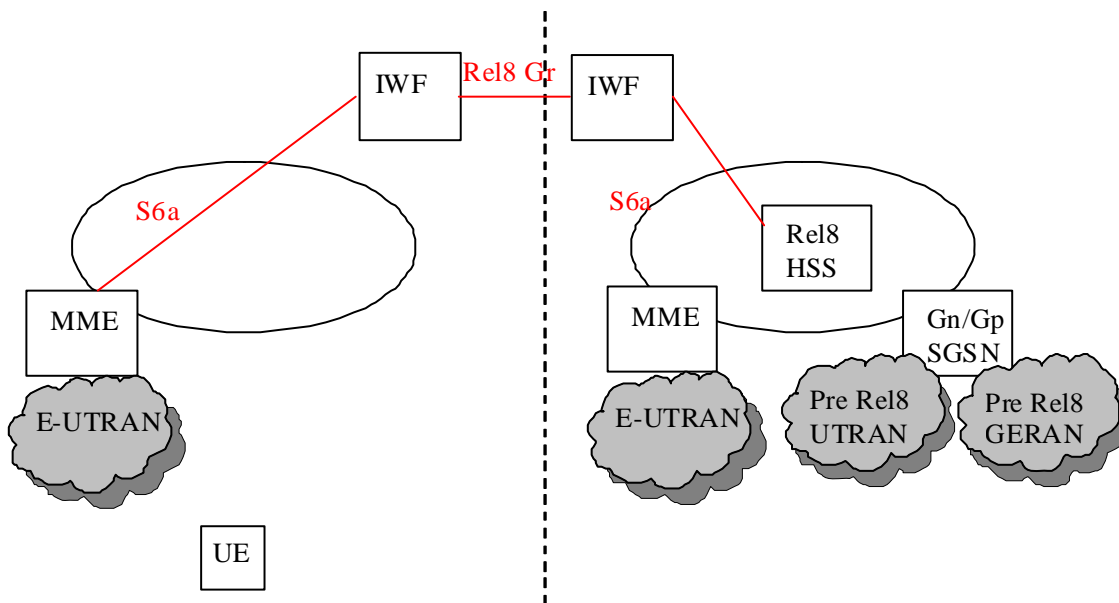 IWF
Rel8 Gr
IWF
S6a
S6a
Rel8
HSS
MME
MME
Gn/Gp
SGSN
E-UTRAN
E-UTRAN
Pre Rel8
UTRAN
Pre Rel8
GERAN
UE